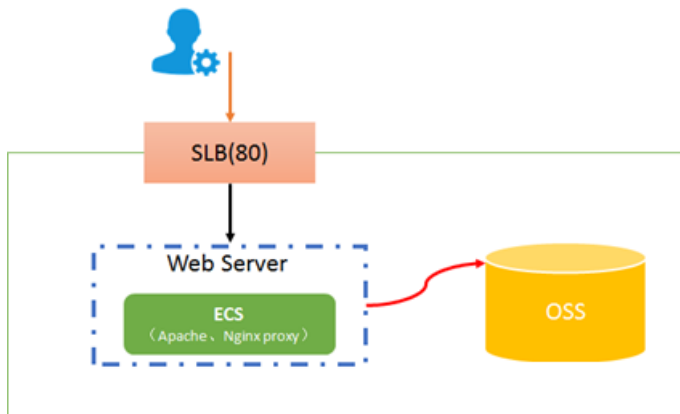 SLB(80)
Web Server
ECS
（Apache、Nginx proxy）
OSS